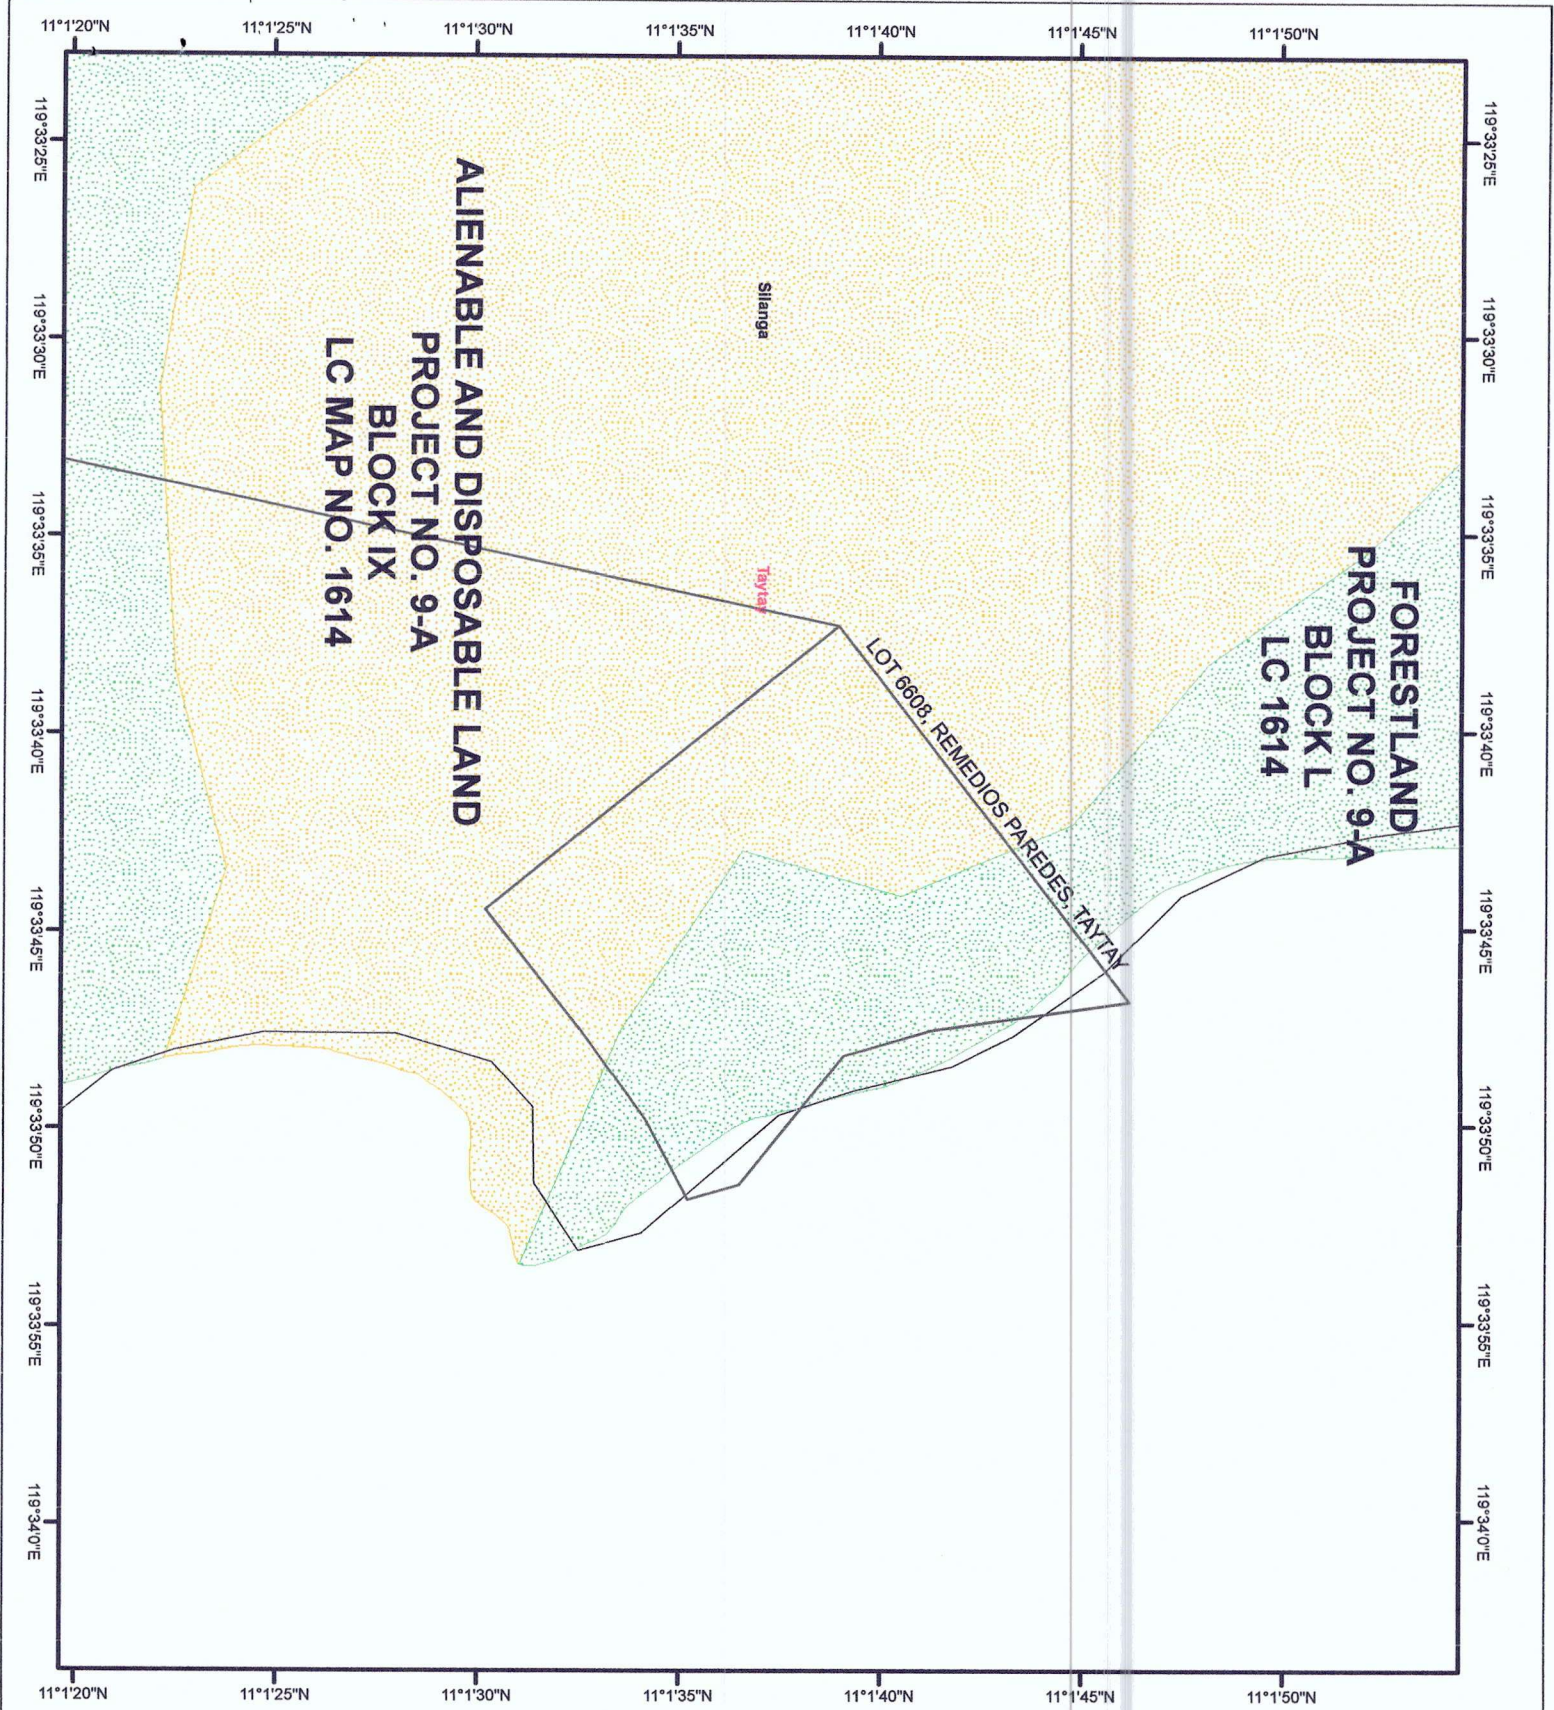 11°1'20"N
11°1'25"N
11°1'30"N
11°1'35"N
11°1'40"N
11°1'45"N
11°1'50"N
119°33'25"E
119°33'30"E
119°33'35"E
119°33'40"E
119°33'45"E
119°33'50"E
119°33'55"E
119°34'0"E
119°33'25"E
119°33'30"E
119°33'35"E
119°33'40"E
119°33'45"E
119°33'50"E
119°33'55"E
119°34'0"E
FORESTLAND
PROJECT NO. 9-A
BLOCK L
LC 1614
Silanga
Taytay
LOT 6608, REMEDIOS PAREDES, TAYTAY
ALIENABLE AND DISPOSABLE LAND
PROJECT NO. 9-A
BLOCK IX
LC MAP NO. 1614
11°1'20"N
11°1'25"N
11°1'30"N
11°1'35"N
11°1'40"N
11°1'45"N
11°1'50"N